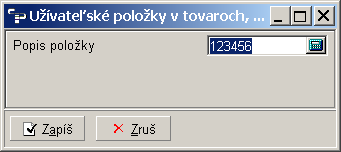 Užívateľské položky v tovaroch, ...
Popis položky
123456
Zapíš
Zruš